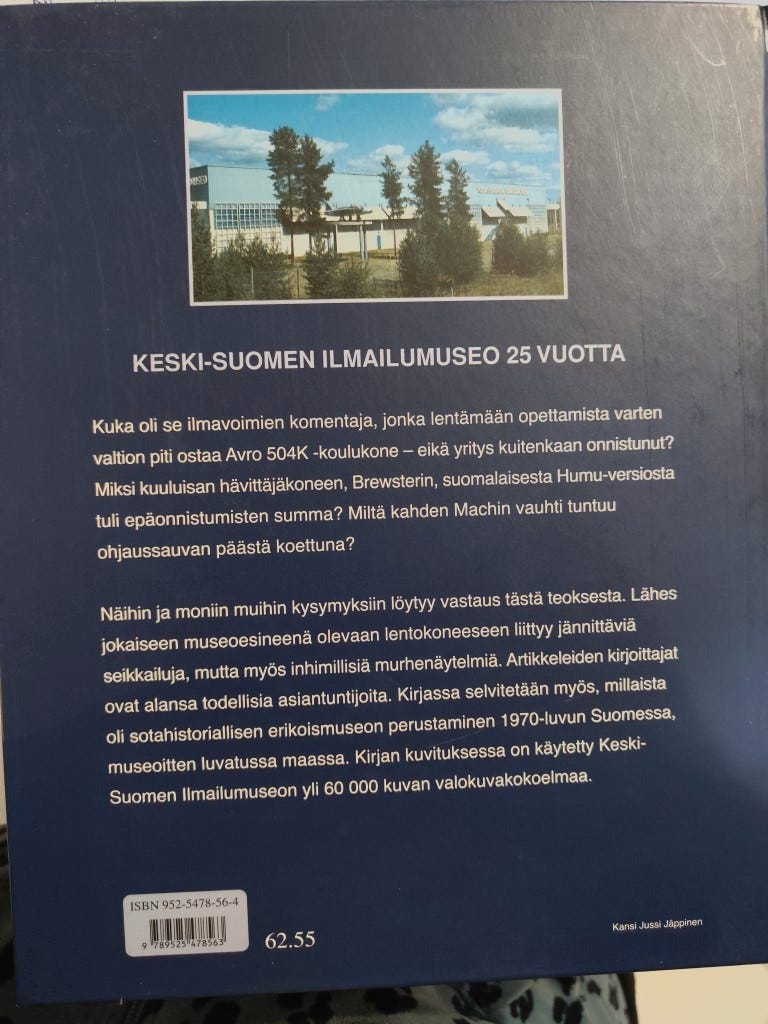 KESKI-SUOMEN ILMAILUMUSEO 25 VUOTTA
Kuka oli se ilmavoimien komentaja, jonka lentämään opettamista varten
valtion piti ostaa Avro 504K -koulukone – eikä yritys kuitenkaan onnistunut?
Miksi kuuluisan hävittäjäkoneen, Brewsterin, suomalaisesta Humu-versiosta
tuli epäonnistumisten summa? Miltä kahden Machin vauhti tuntuu
ohjaussauvan päästä koettuna?
Näihin ja moniin muihin kysymyksiin löytyy vastaus tästä teoksesta. Lähes
jokaiseen museoesineenä olevaan lentokoneeseen liittyy jännittäviä
seikkailuja, mutta myös inhimillisiä murhenäytelmiä. Artikkeleiden kirjoittajat
ovat alansa todellisia asiantuntijoita. Kirjassa selvitetään myös, millaista
oli sotahistoriallisen erikoismuseon perustaminen 1970-luvun Suomessa,
museoitten luvatussa maassa. Kirjan kuvituksessa on käytetty Keski-
Suomen Ilmailumuseon yli 60 000 kuvan valokuvakokoelmaa.
ISBN 952-5478-56-4
9 789525 478563
62.55
Kansi Jussi Jäppinen